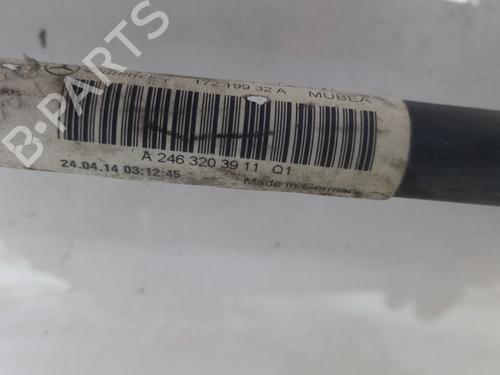 172 199 32 A MUBEA
A 246 320 39 11 Q1
24.04.14 03:12:45 Made in Germany
B-PARTS